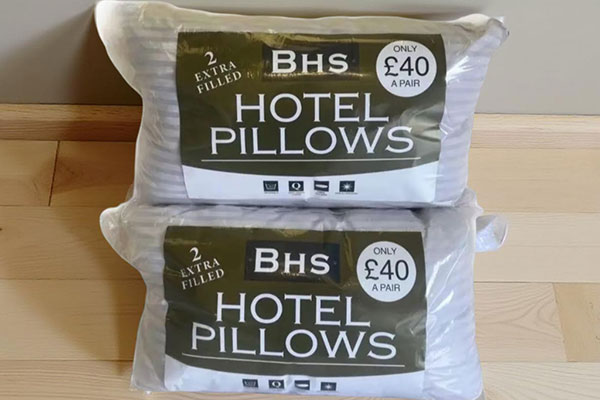 2
EXTRA
FILLED
BHS
ONLY
£40
A PAIR
HOTEL
PILLOWS
2
EXTRA
FILLED
BHS
ONLY
£40
A PAIR
HOTEL
PILLOWS